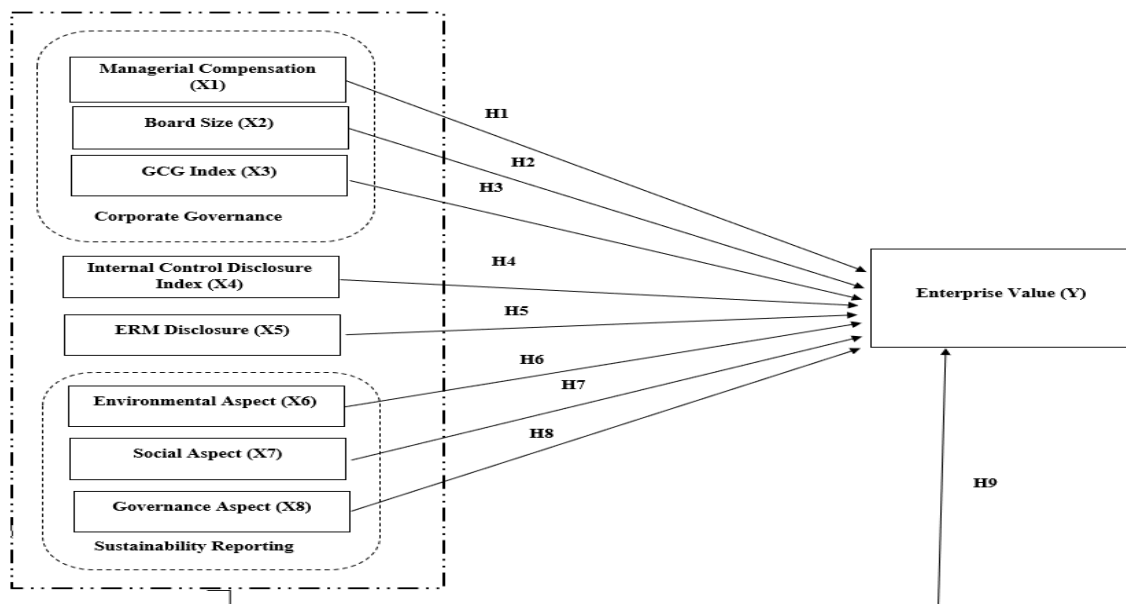 Managerial Compensation
(X1)
H1
Board Size (X2)
H2
GCG Index (X3)
H3
Corporate Governance
Internal Control Disclosure
Index (X4)
H4
Enterprise Value (Y)
ERM Disclosure (X5)
H5
H6
Environmental Aspect (X6)
H7
Social Aspect (X7)
H8
Governance Aspect (X8)
H9
Sustainability Reporting